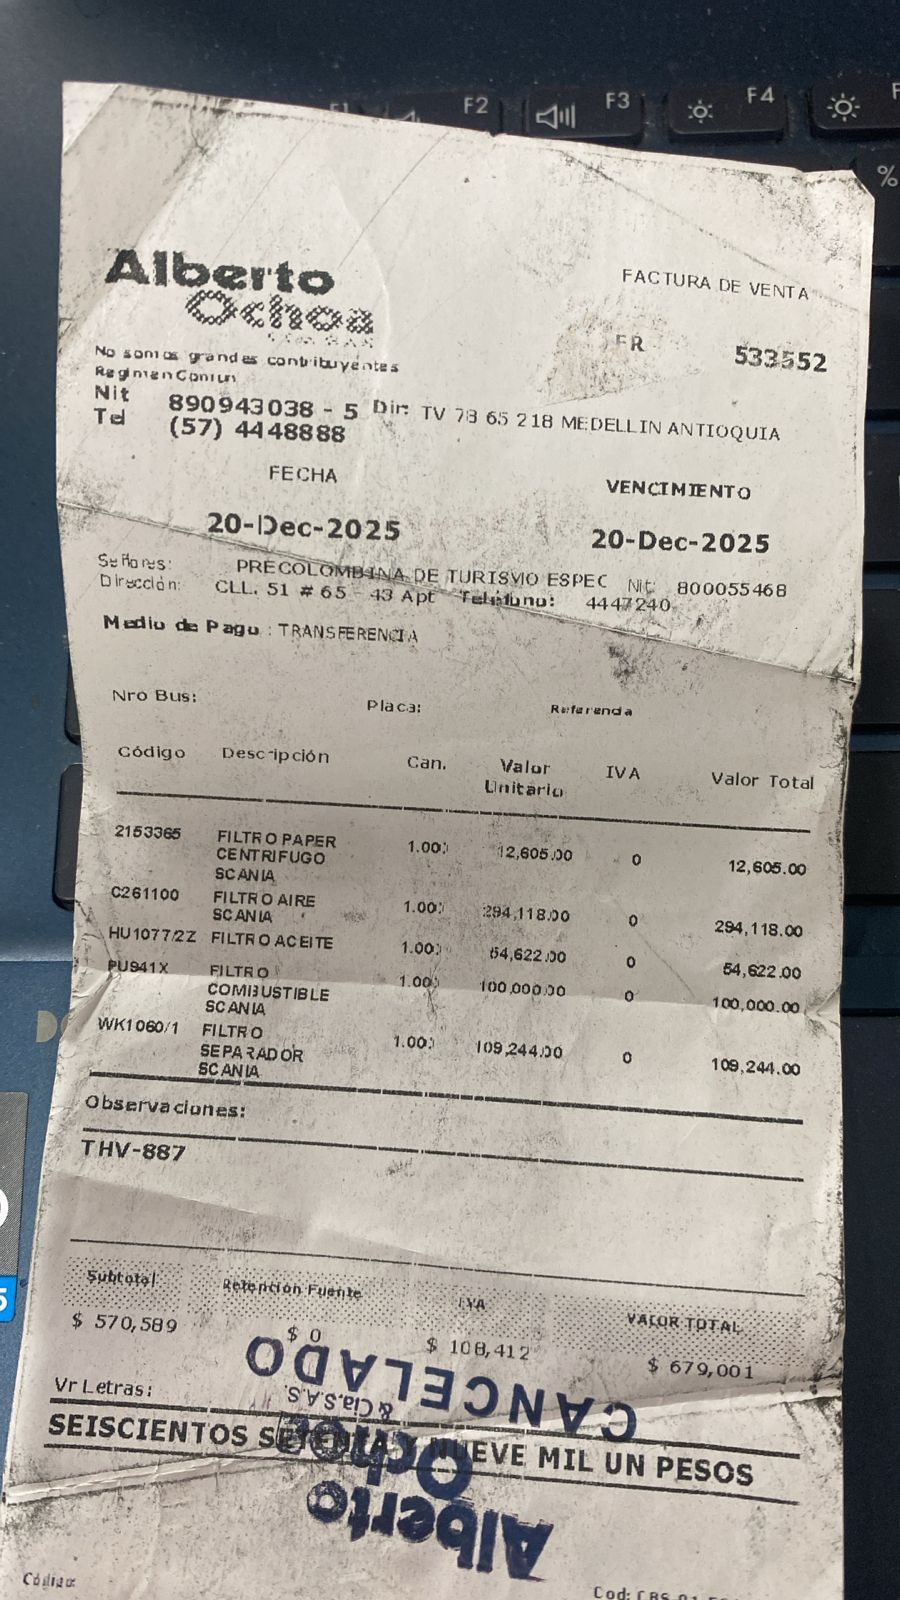 F2
F3
F4
%
Alberto
Ochoa
FACTURA DE VENTA
FR
533552
No somos grandes contribuyentes
Regimen Comun
Nit 890943038 - 5 Dir: TV 78 65 218 MEDELLIN ANTIOQUIA
Tel (57) 4448888
FECHA
VENCIMIENTO
20-Dec-2025
20-Dec-2025
Señores: PRECOLOMBINA DE TURISMO ESPEC Nit: 800055468
Dirección: CLL. 51 # 65 - 43 Apt Teléfono: 4447240
Medio de Pago : TRANSFERENCIA
Nro Bus: Placa: Referencia
Código Descripción Can. Valor Unitario IVA Valor Total
2153365 FILTRO PAPER 1.00 12,605.00 0 12,605.00
CENTRIFUGO
SCANIA
C261100 FILTRO AIRE 1.00 294,118.00 0 294,118.00
SCANIA
HU1077/2Z FILTRO ACEITE 1.00 54,622.00 0 54,622.00
PU941X FILTRO 1.00 100,000.00 0 100,000.00
COMBUSTIBLE
SCANIA
WK1060/1 FILTRO 1.00 109,244.00 0 109,244.00
SEPARADOR
SCANIA
Observaciones:
THV-887
Subtotal Retención Fuente IVA VALOR TOTAL
$ 570,589 $ 0 $ 108,412 $ 679,001
Vr Letras:
SEISCIENTOS SETENTA Y NUEVE MIL UN PESOS
Alberto
Ochoa
& Cia S.A.S.
CANCELADO
Código:
Cod: